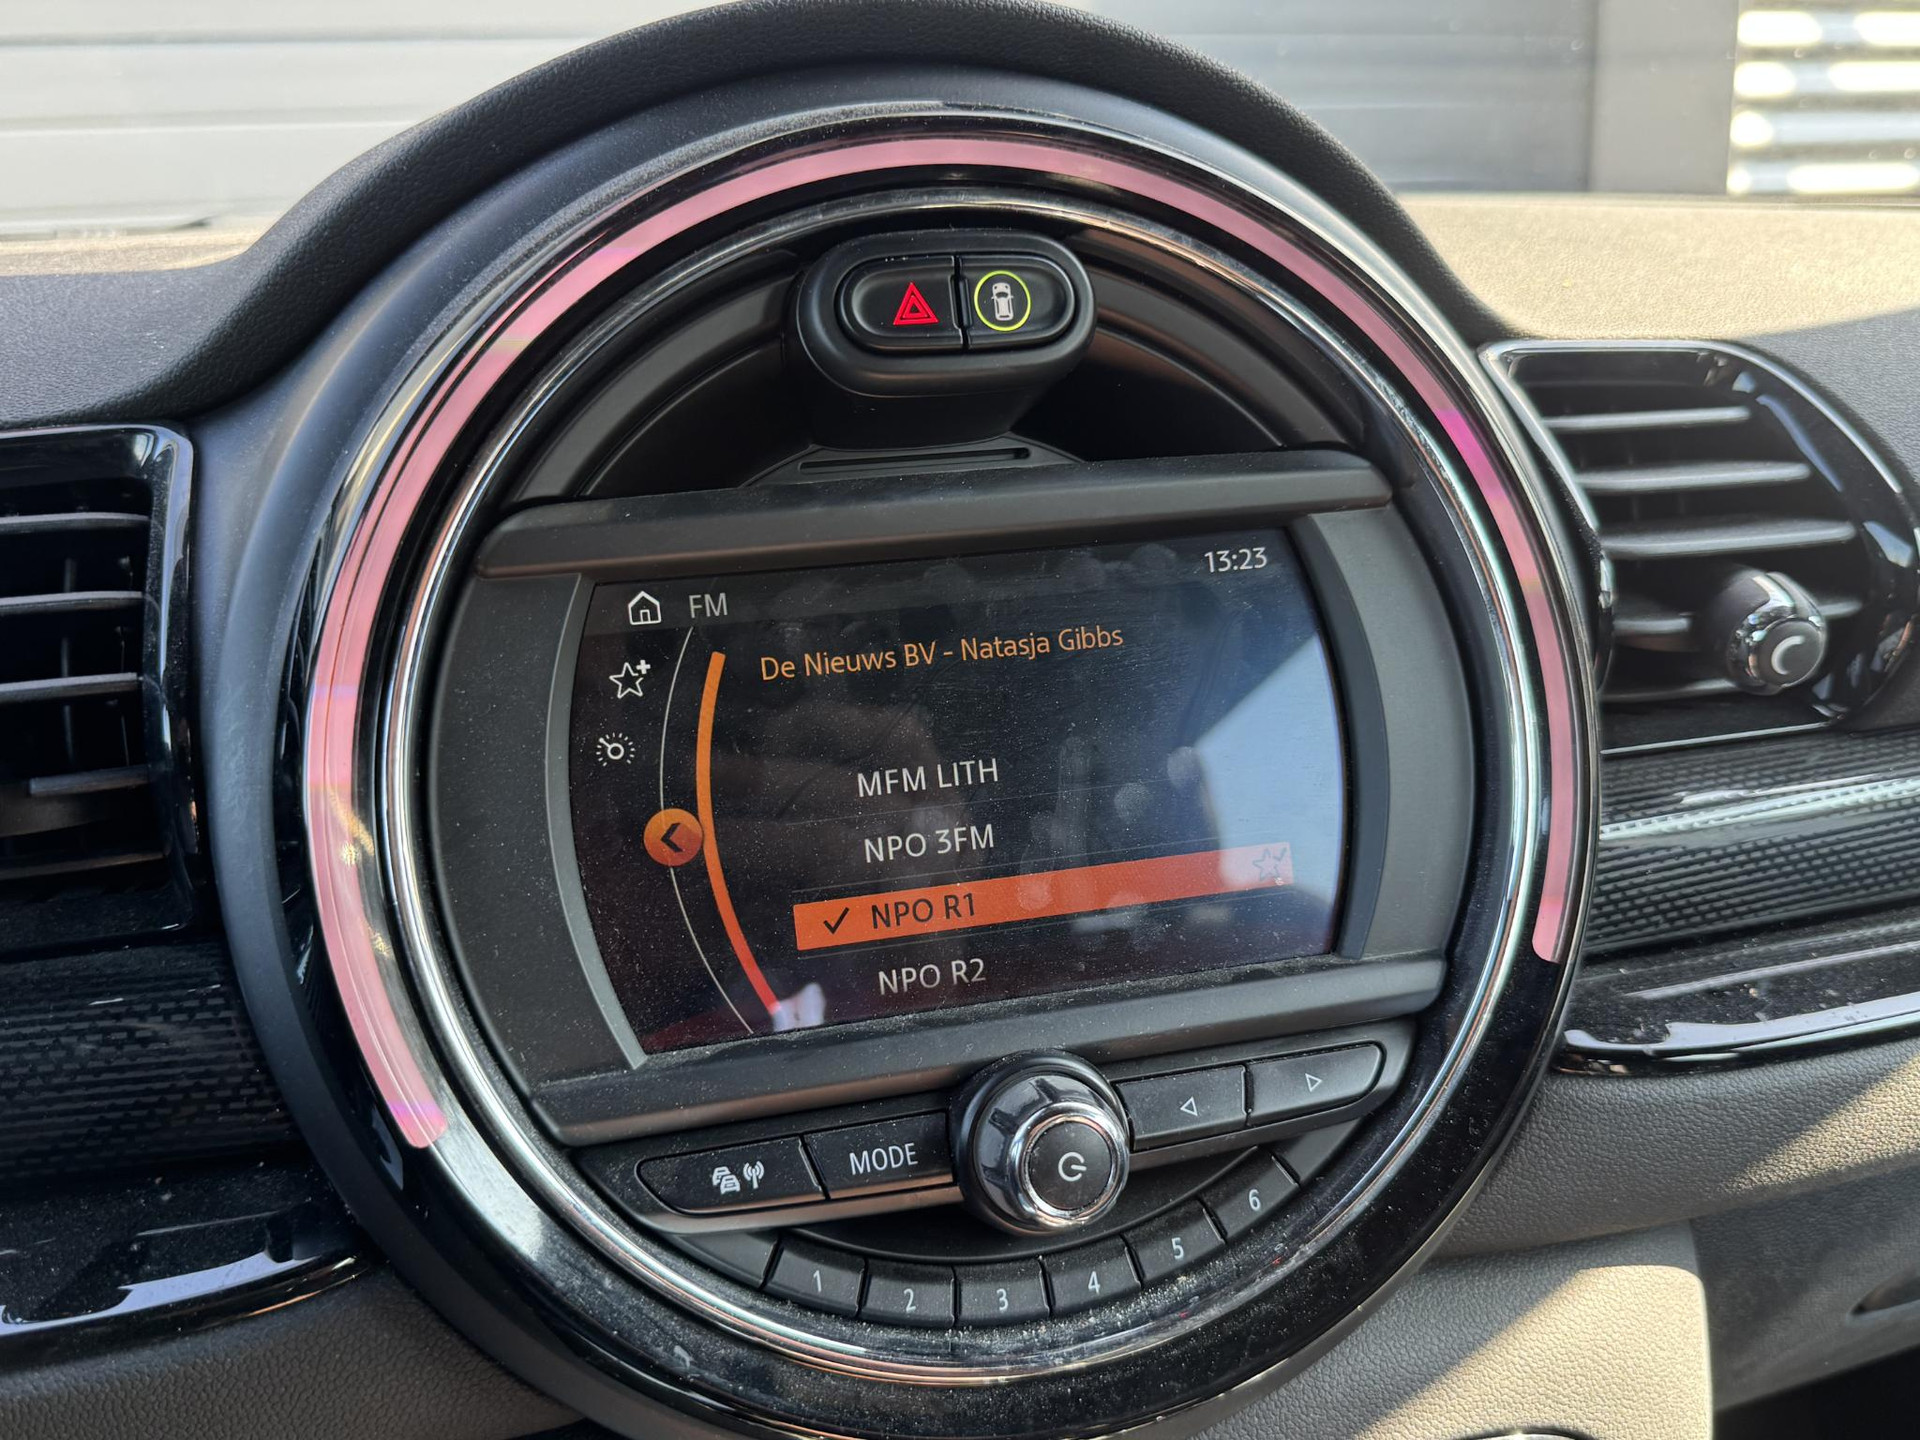 13:23
FM
De Nieuws BV - Natasja Gibbs
MFM LITH
NPO 3FM
NPO R1
NPO R2
MODE
1 2 3 4 5 6